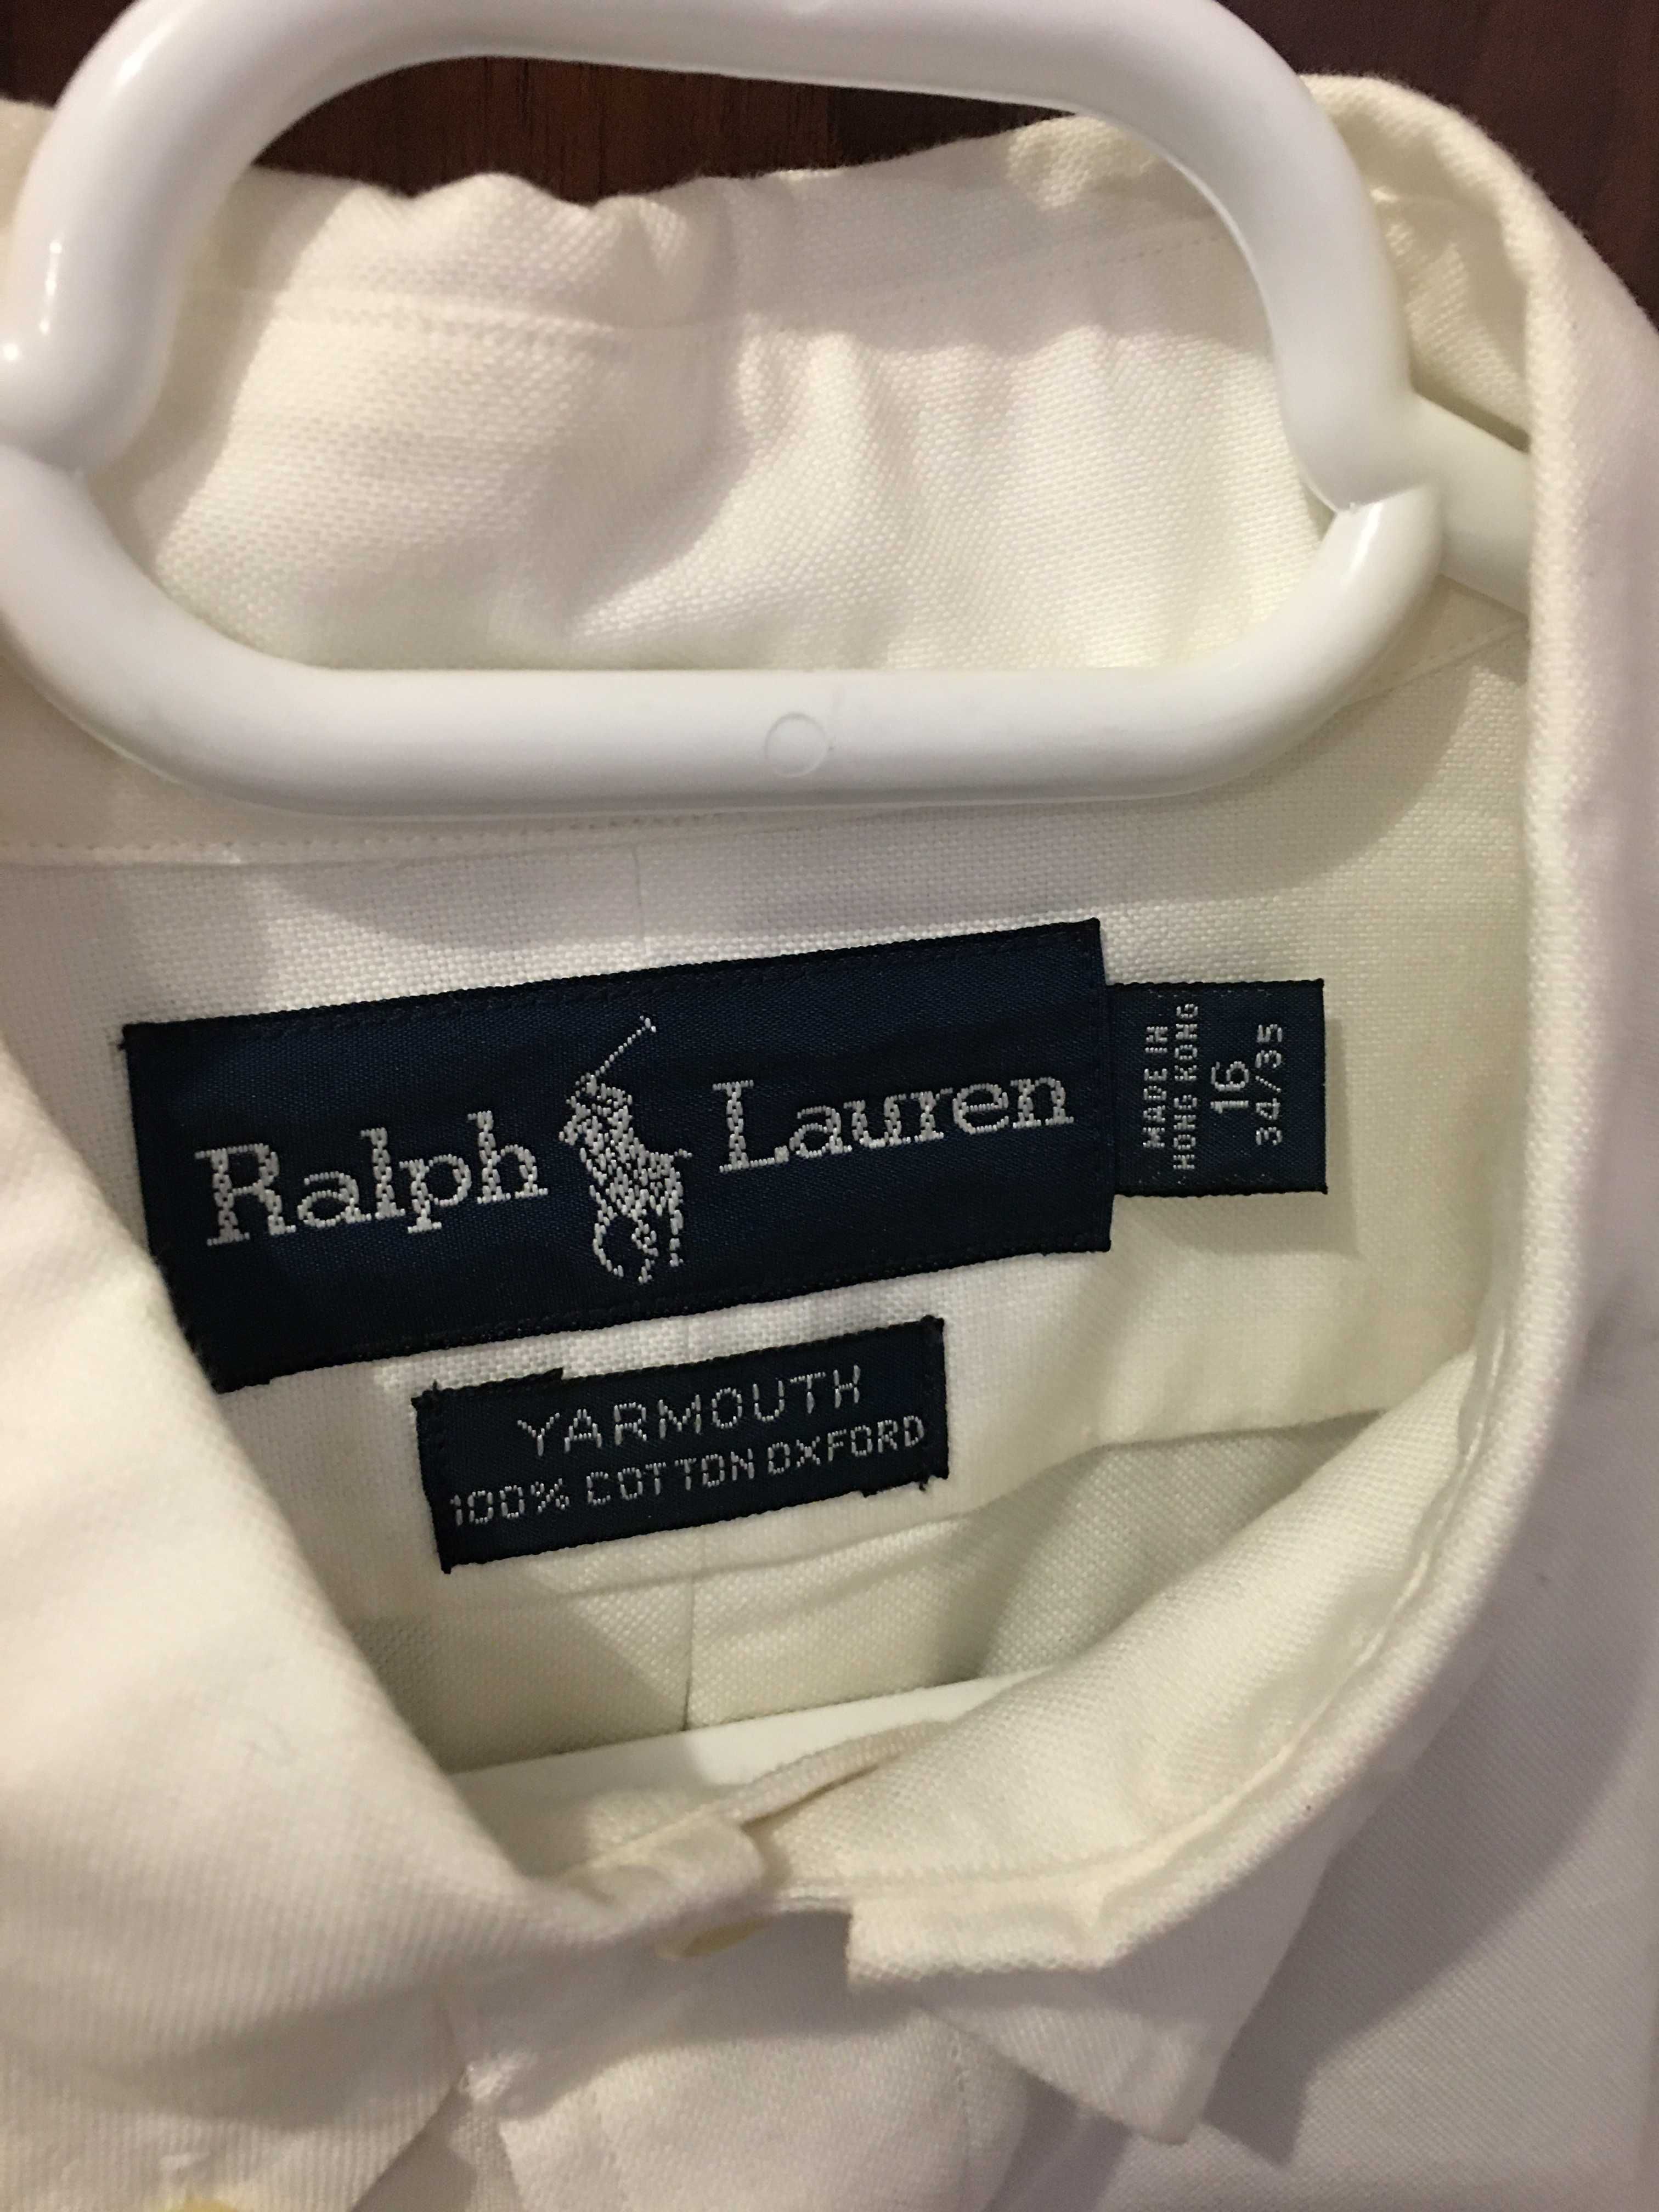 Ralph Lauren
MADE IN
HONG KONG
16
34/35
YARMOUTH
100% COTTON OXFORD